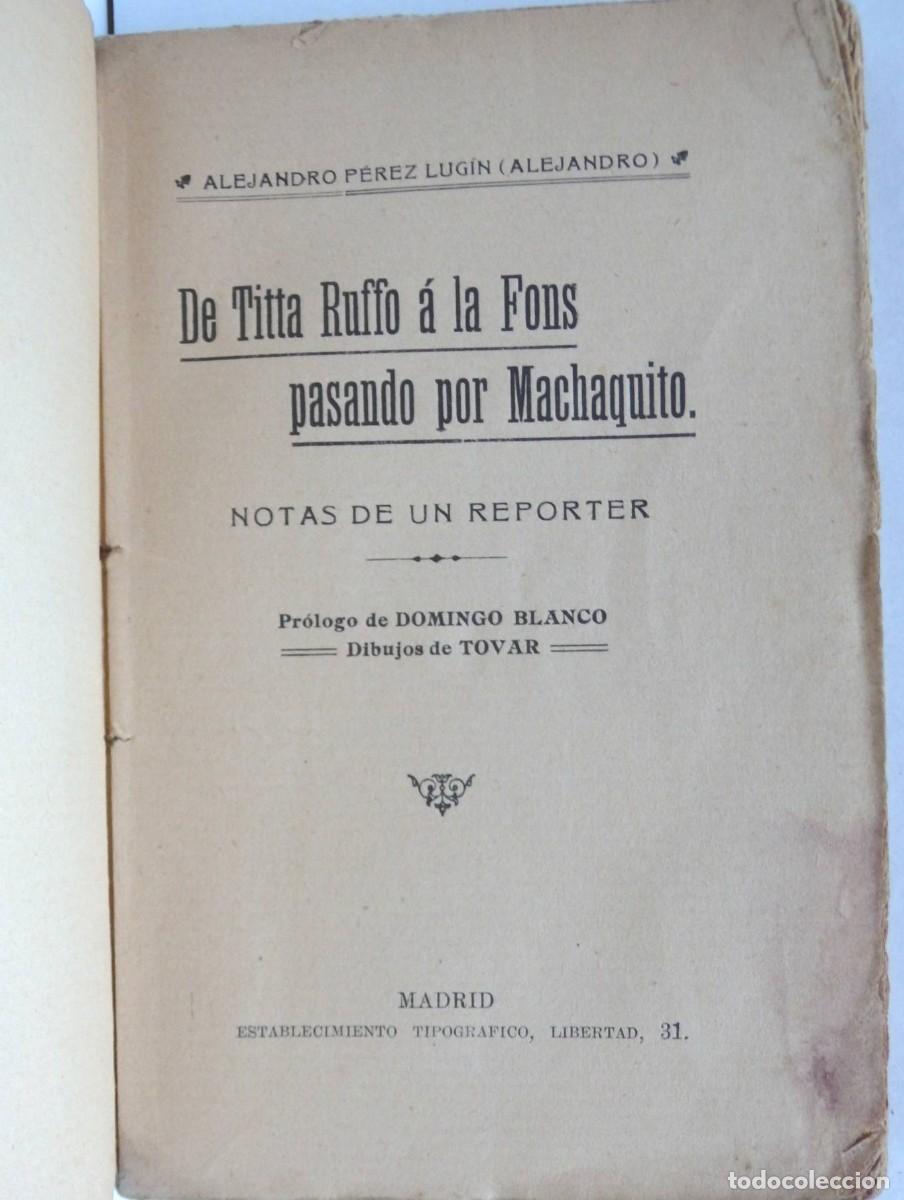 ALEJANDRO PÉREZ LUGÍN (ALEJANDRO)
De Titta Ruffo á la Fons
pasando por Machaquito.
NOTAS DE UN REPORTER
Prólogo de DOMINGO BLANCO
Dibujos de TOVAR
MADRID
ESTABLECIMIENTO TIPOGRAFICO, LIBERTAD, 31.
todocoleccion